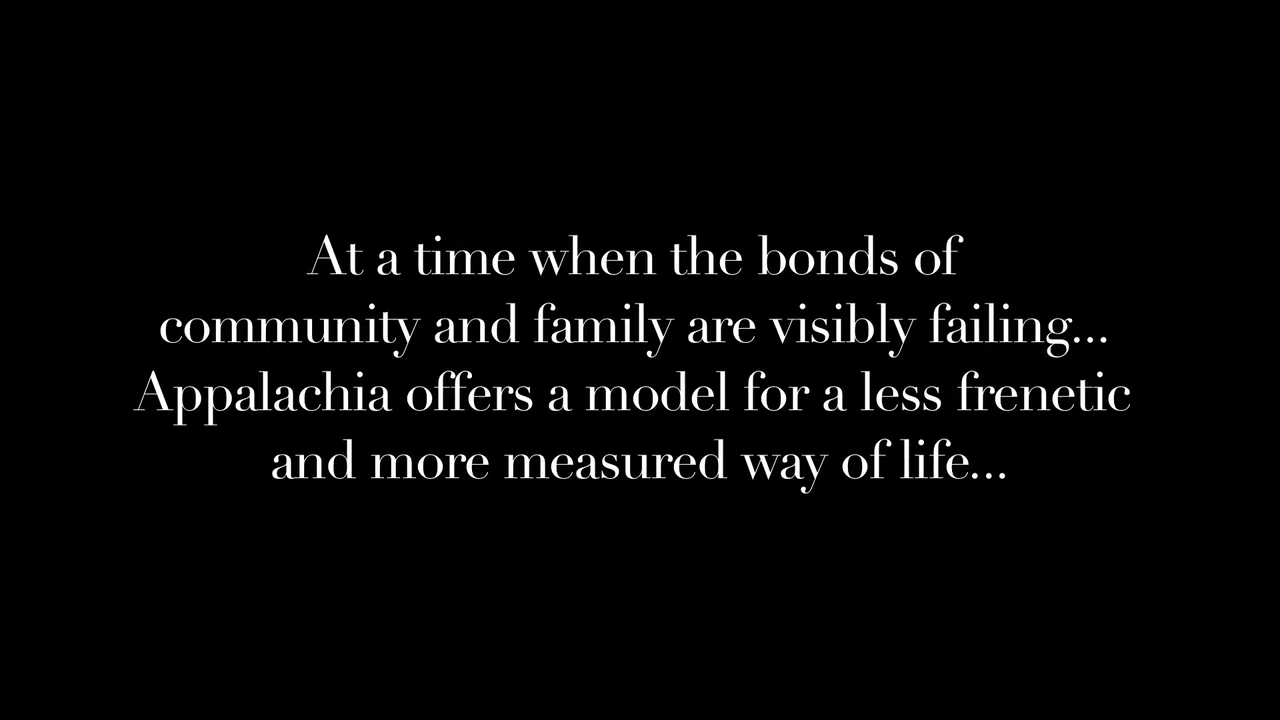 At a time when the bonds of
community and family are visibly failing...
Appalachia offers a model for a less frenetic
and more measured way of life...